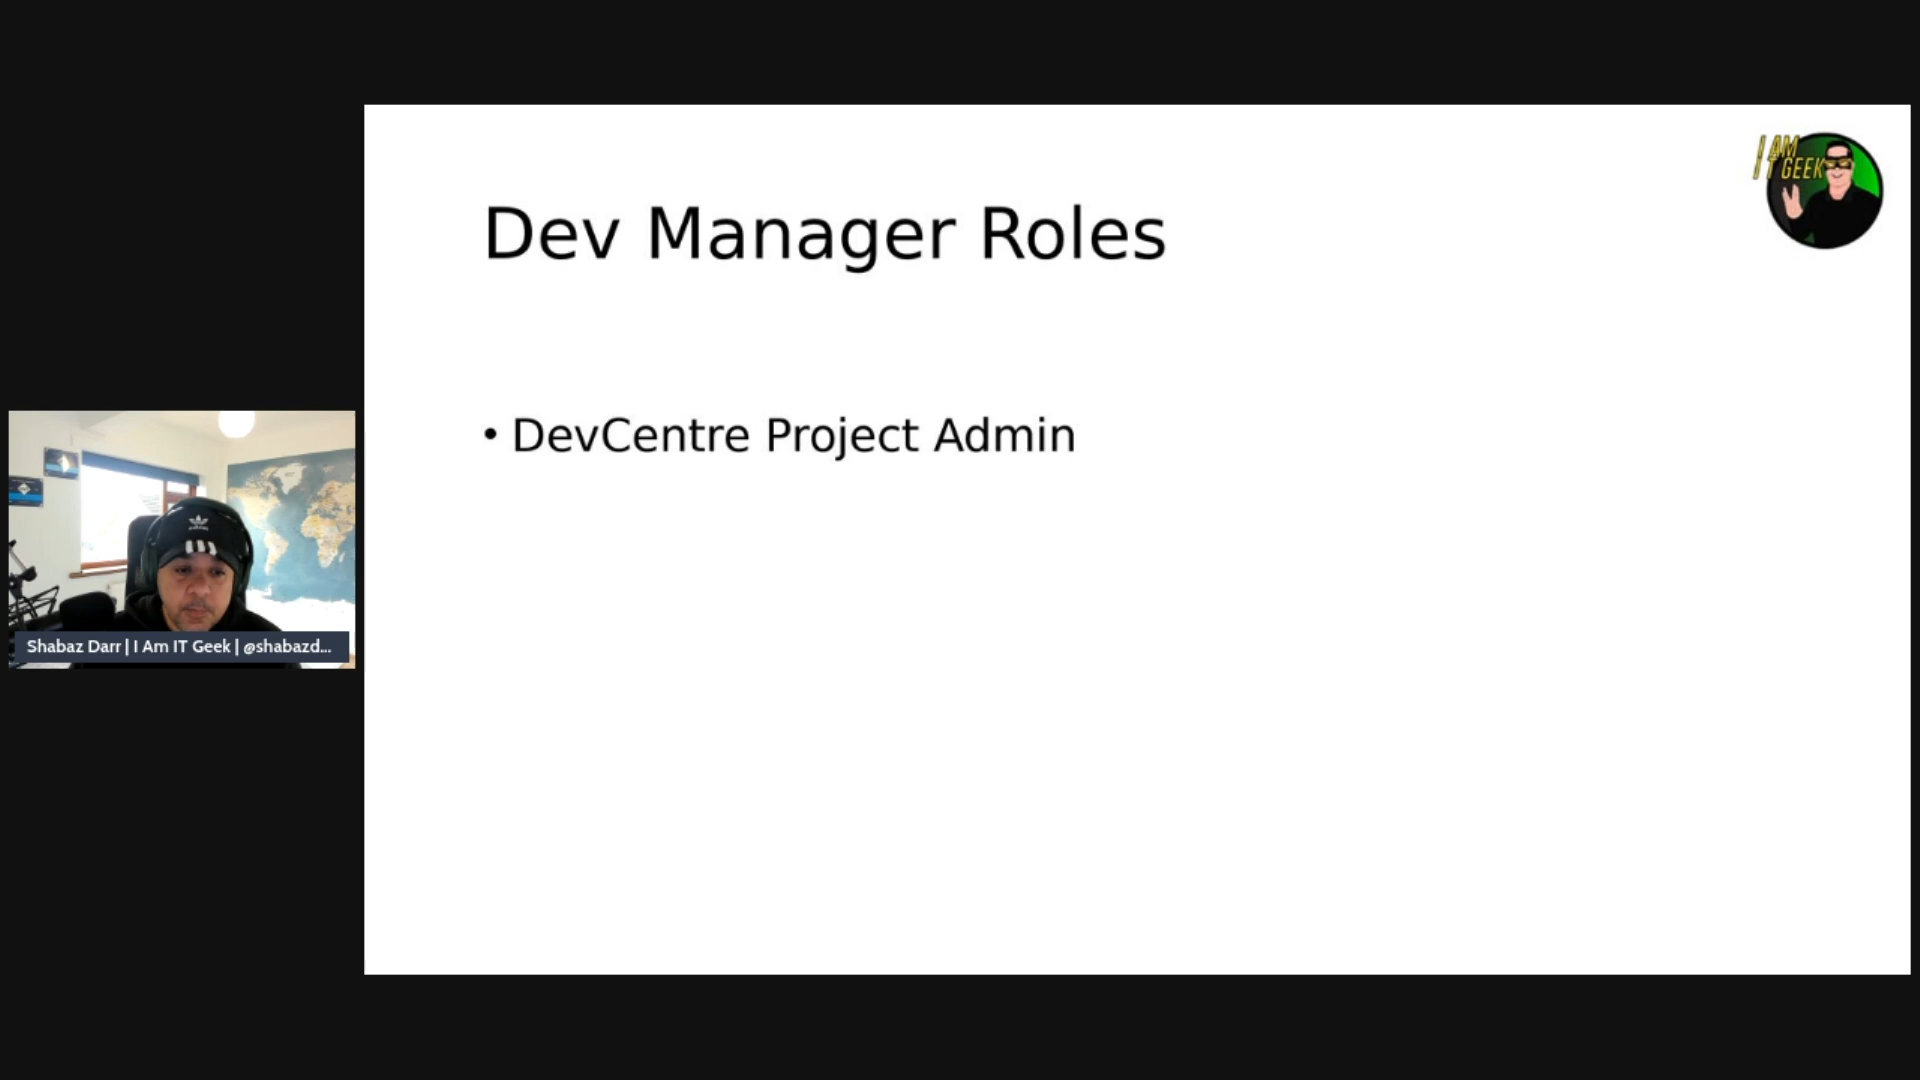 I AM
IT GEEK
Dev Manager Roles
• DevCentre Project Admin
Shabaz Darr | I Am IT Geek | @shabazd...